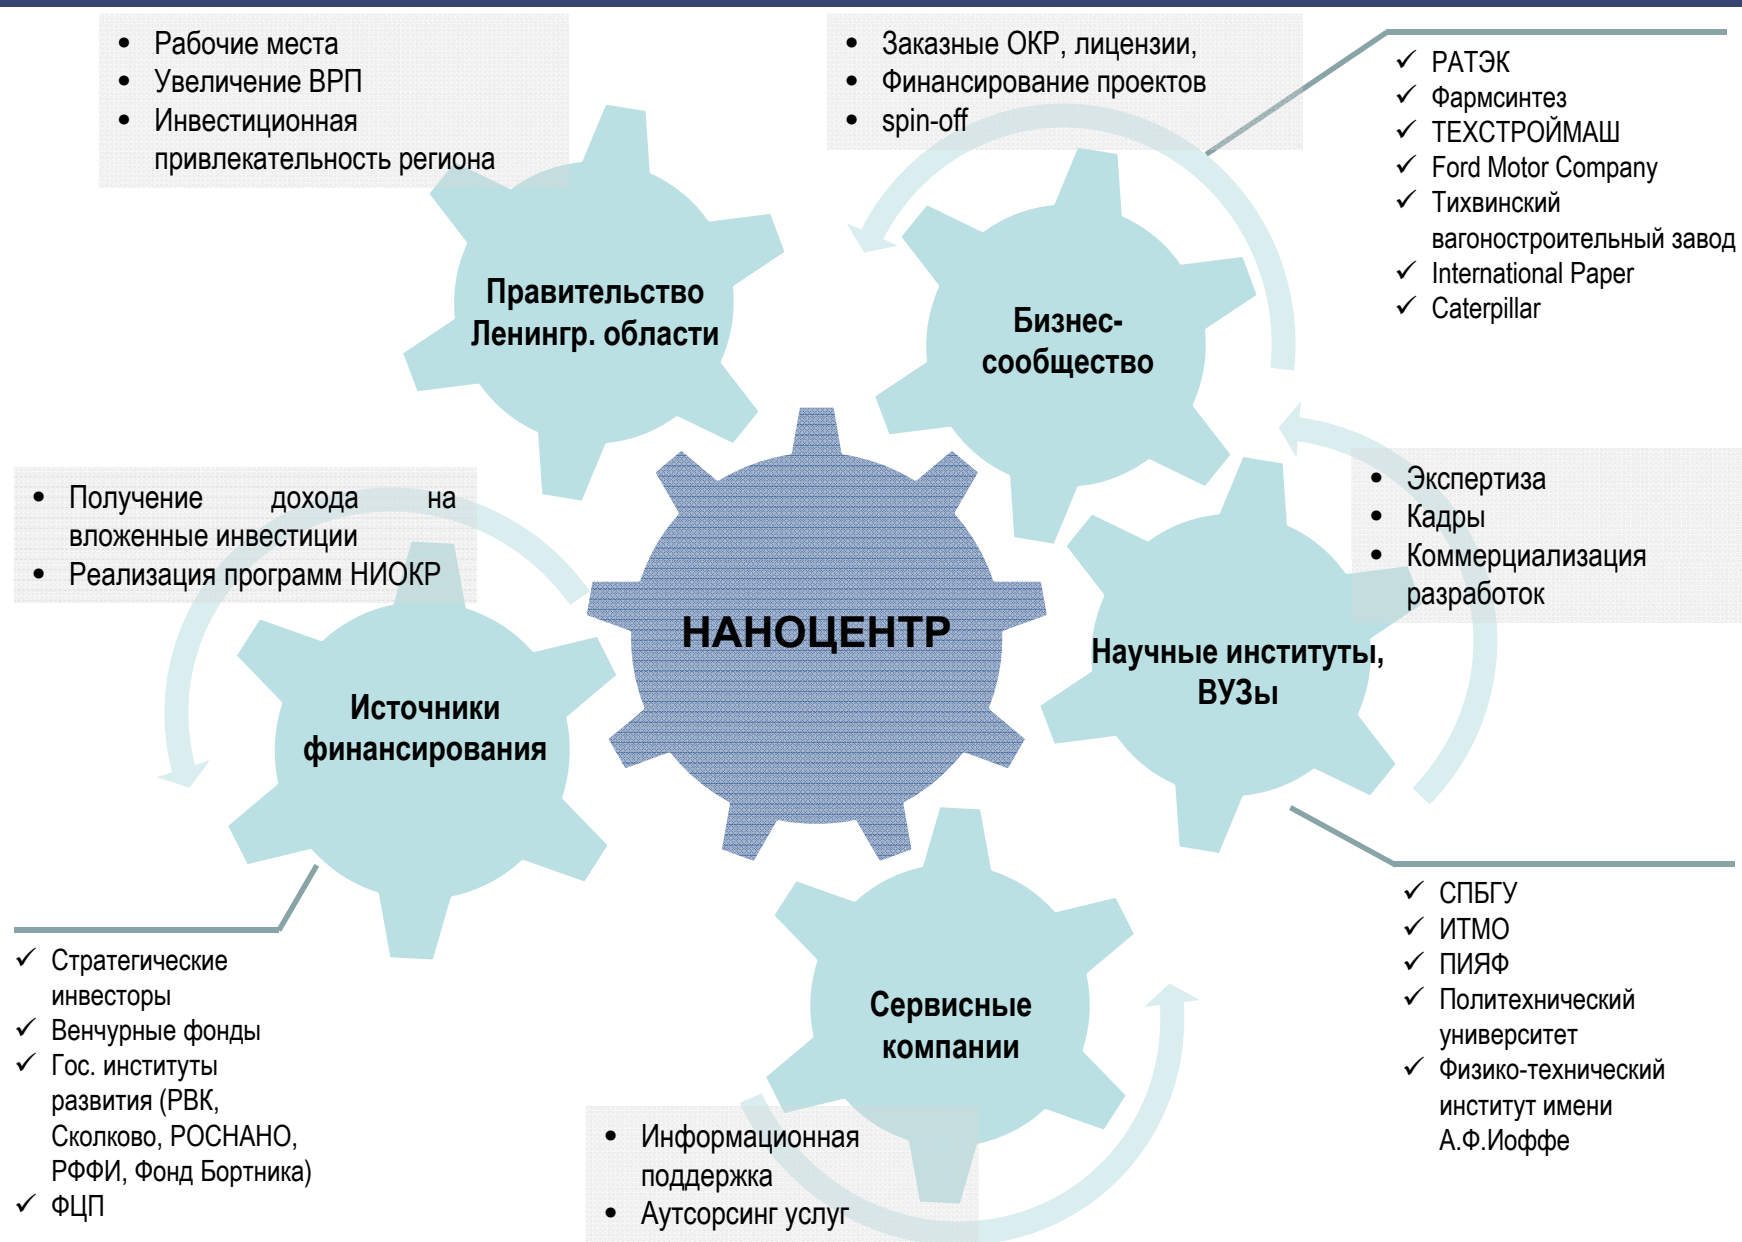 • Рабочие места
• Увеличение ВРП
• Инвестиционная
привлекательность региона
• Заказные ОКР, лицензии,
• Финансирование проектов
• spin-off
✓ РАТЭК
✓ Фармсинтез
✓ ТЕХСТРОЙМАШ
✓ Ford Motor Company
✓ Тихвинский
вагоностроительный завод
✓ International Paper
✓ Caterpillar
Правительство
Ленингр. области
Бизнес-
сообщество
• Получение дохода на
вложенные инвестиции
• Реализация программ НИОКР
• Экспертиза
• Кадры
• Коммерциализация
разработок
НАНОЦЕНТР
Научные институты,
ВУЗы
Источники
финансирования
✓ Стратегические
инвесторы
✓ Венчурные фонды
✓ Гос. институты
развития (РВК,
Сколково, РОСНАНО,
РФФИ, Фонд Бортника)
✓ ФЦП
Сервисные
компании
• Информационная
поддержка
• Аутсорсинг услуг
✓ СПБГУ
✓ ИТМО
✓ ПИЯФ
✓ Политехнический
университет
✓ Физико-технический
институт имени
А.Ф.Иоффе